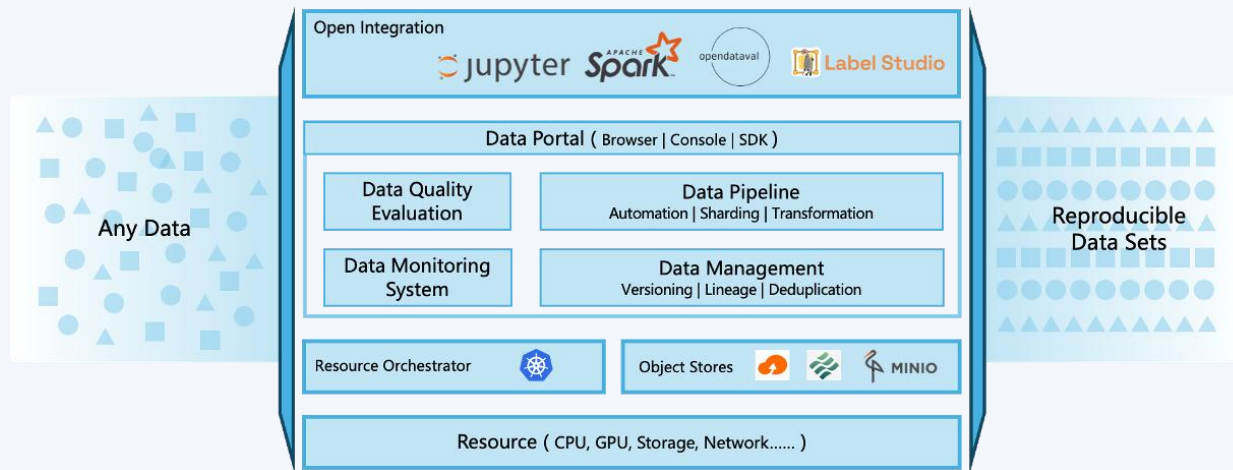 Open Integration
jupyter
APACHE
Spark™
opendataval
Label Studio
Data Portal ( Browser | Console | SDK )
Any Data
Data Quality
Evaluation
Data Pipeline
Automation | Sharding | Transformation
Data Monitoring
System
Data Management
Versioning | Lineage | Deduplication
Reproducible
Data Sets
Resource Orchestrator
Object Stores
MINIO
Resource ( CPU, GPU, Storage, Network...... )